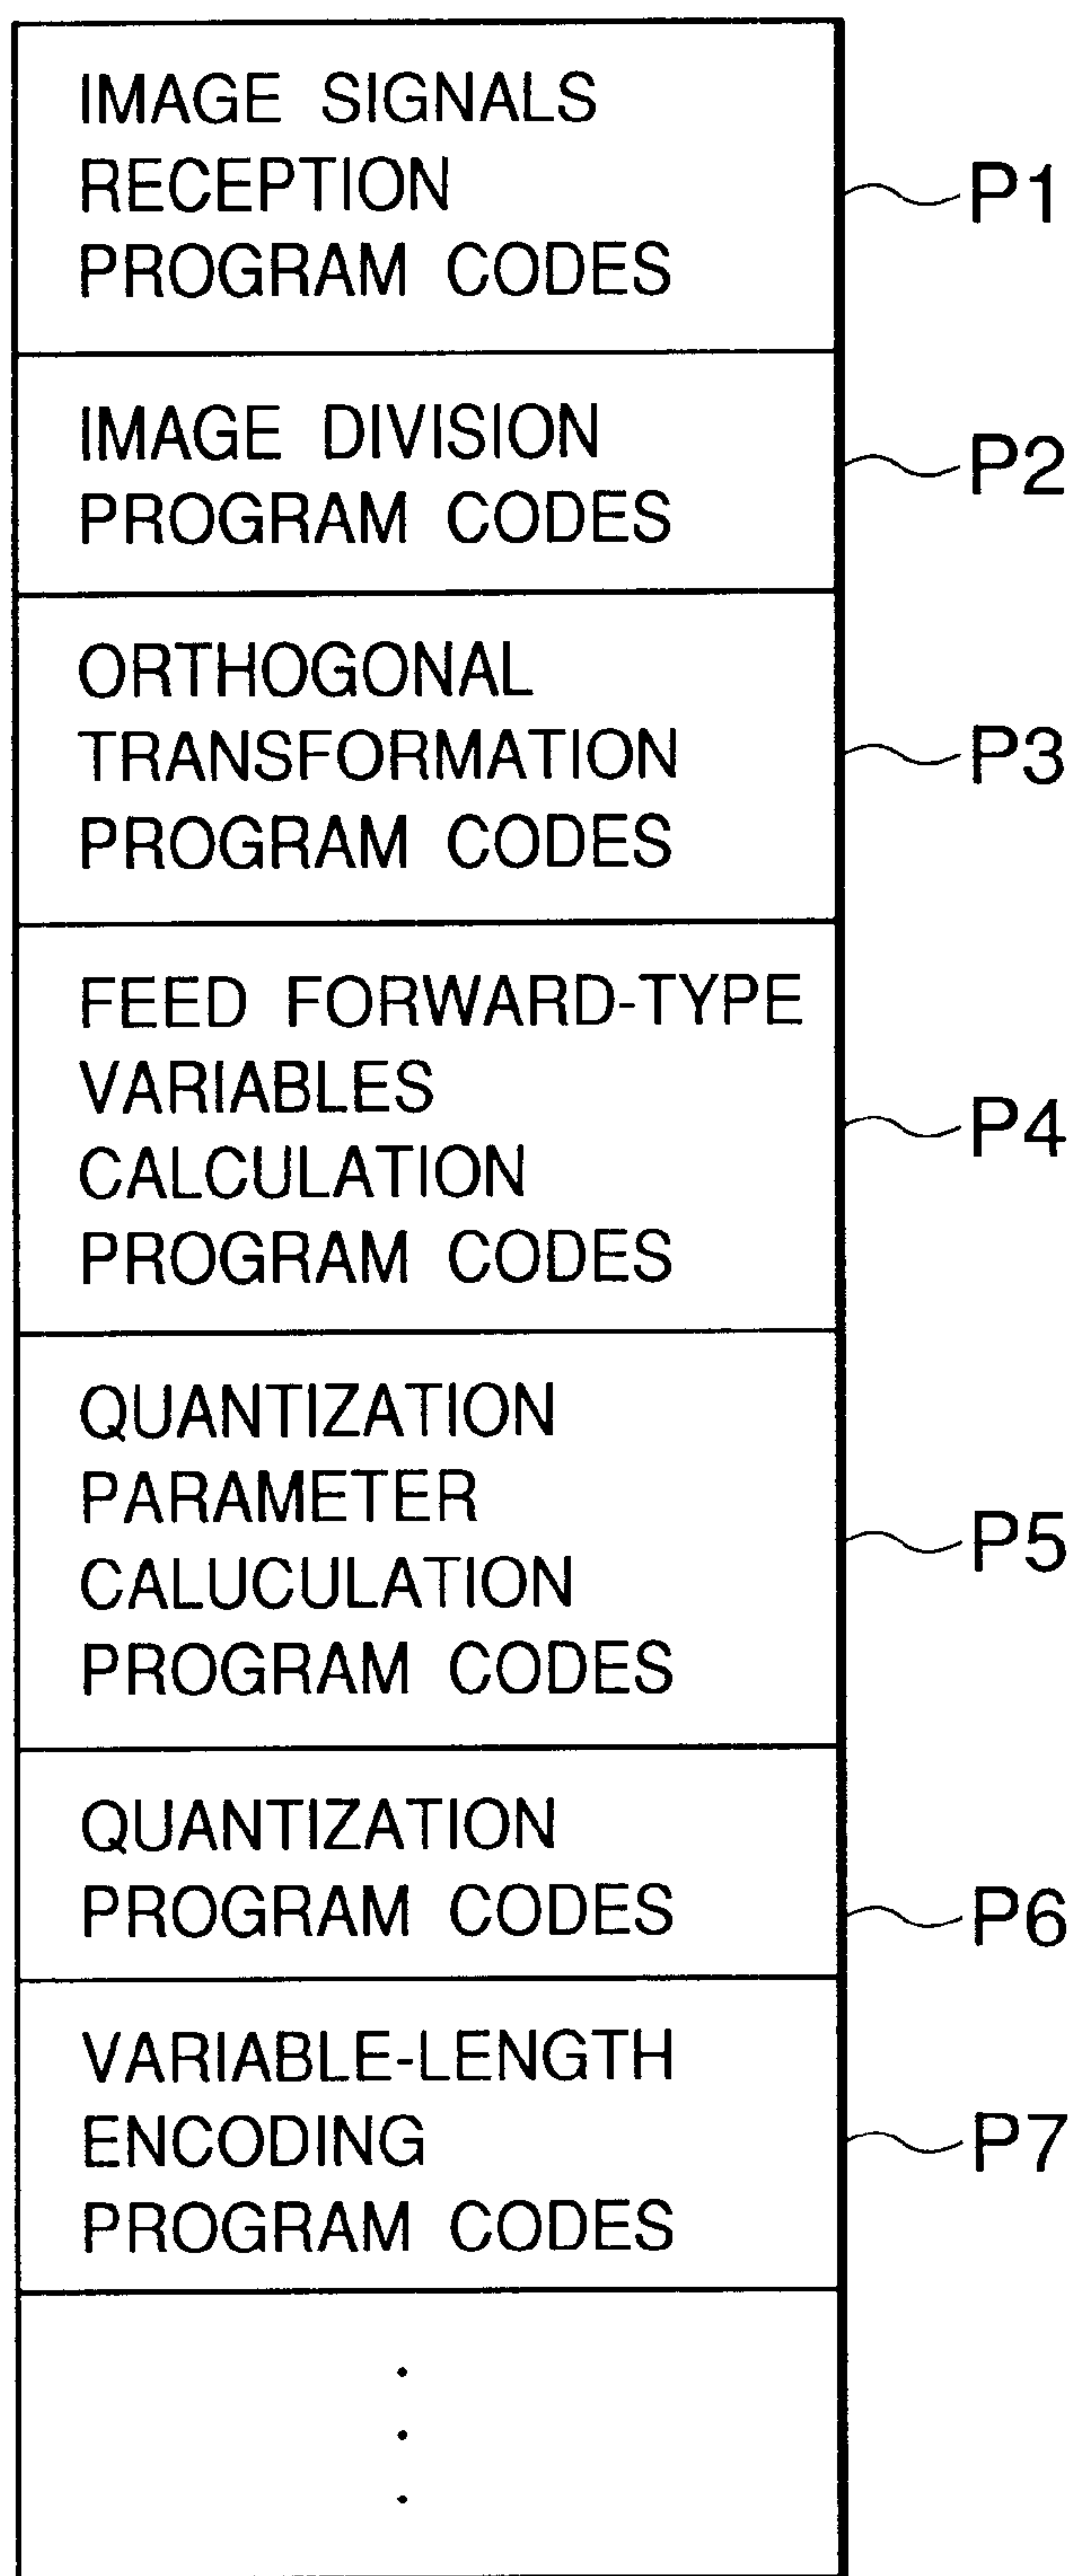 IMAGE SIGNALS
RECEPTION
PROGRAM CODES
P1
IMAGE DIVISION
PROGRAM CODES
P2
ORTHOGONAL
TRANSFORMATION
PROGRAM CODES
P3
FEED FORWARD-TYPE
VARIABLES
CALCULATION
PROGRAM CODES
P4
QUANTIZATION
PARAMETER
CALUCULATION
PROGRAM CODES
P5
QUANTIZATION
PROGRAM CODES
P6
VARIABLE-LENGTH
ENCODING
PROGRAM CODES
P7